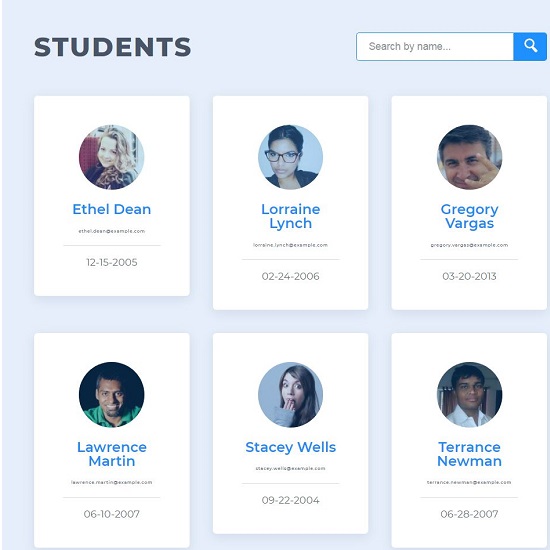 STUDENTS
Search by name...
Ethel Dean
ethel.dean@example.com
12-15-2005
Lorraine
Lynch
lorraine.lynch@example.com
02-24-2006
Gregory
Vargas
gregory.vargas@example.com
03-20-2013
Lawrence
Martin
lawrence.martin@example.com
06-10-2007
Stacey Wells
stacey.wells@example.com
09-22-2004
Terrance
Newman
terrance.newman@example.com
06-28-2007